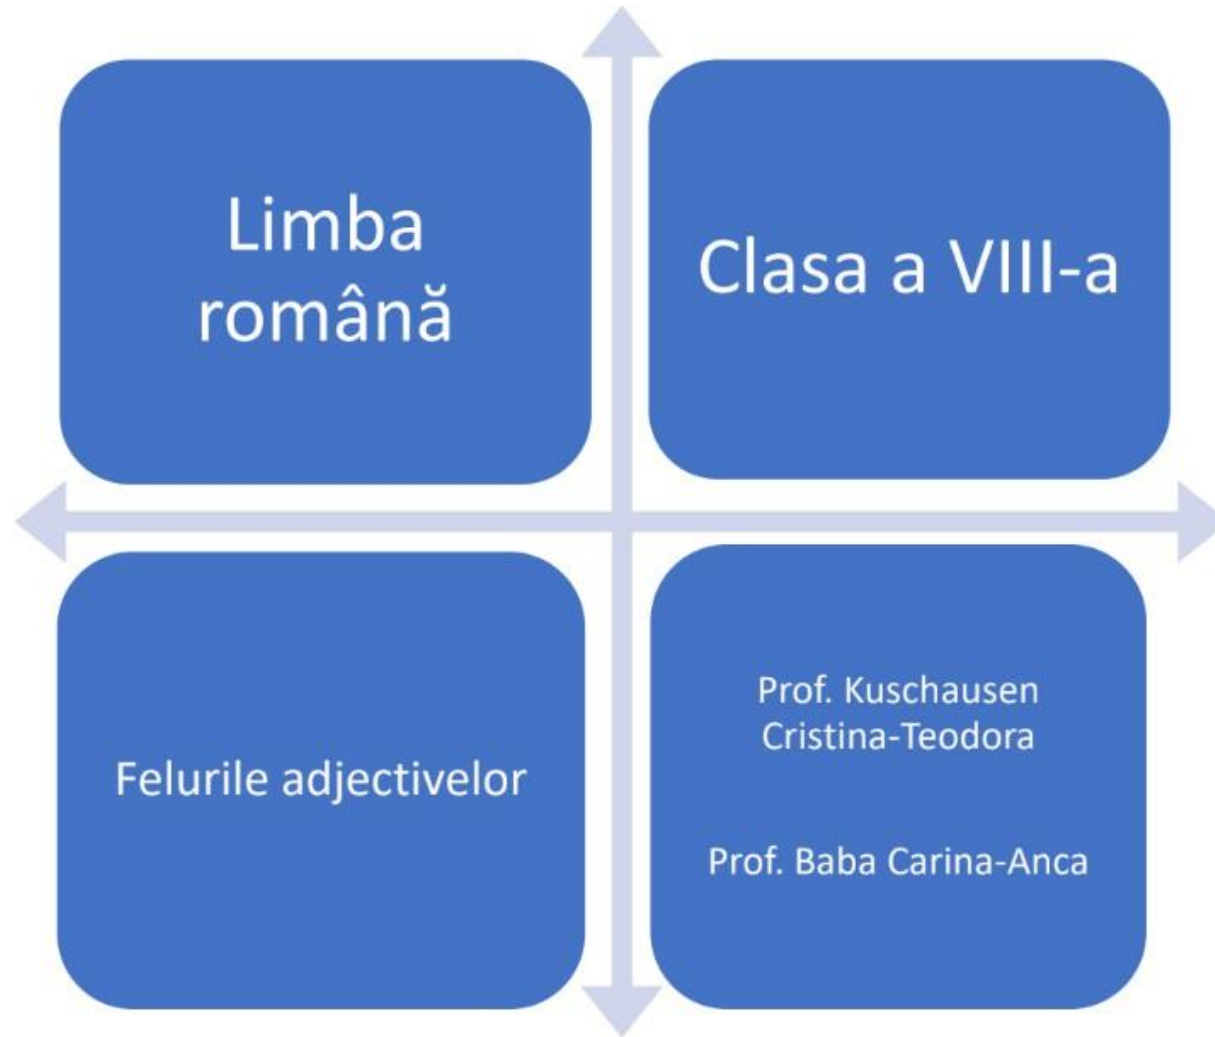 Limba
română
Clasa a VIII-a
Felurile adjectivelor
Prof. Kuschausen
Cristina-Teodora
Prof. Baba Carina-Anca